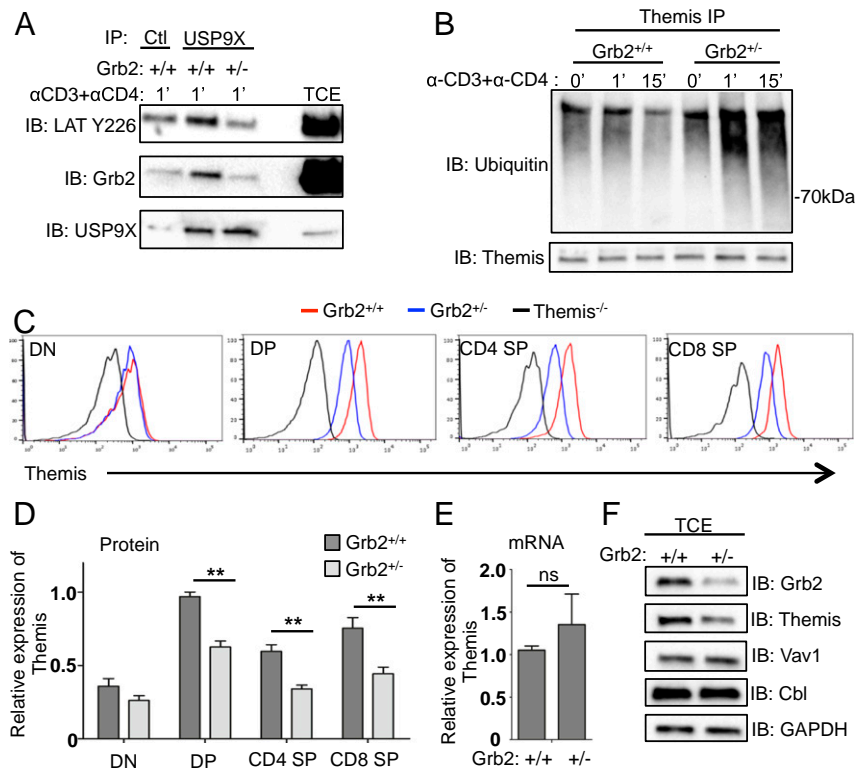 A
IP: Ctl USP9X
Grb2: +/+ +/+ +/-
αCD3+αCD4: 1’ 1’ 1’ TCE
IB: LAT Y226
IB: Grb2
IB: USP9X
B
Themis IP
Grb2+/+ Grb2+/-
α-CD3+α-CD4 : 0’ 1’ 15’ 0’ 1’ 15’
IB: Ubiquitin
-70kDa
IB: Themis
C
Grb2+/+ Grb2+/- Themis-/-
DN DP CD4 SP CD8 SP
Themis
D
Protein
Grb2+/+
Grb2+/-
Relative expression of
Themis
1.0
0.5
0
** ** **
DN DP CD4 SP CD8 SP
E
mRNA
Relative expression of
Themis
2.0
1.5
1.0
0.5
0
ns
Grb2: +/+ +/-
F
TCE
Grb2: +/+ +/-
IB: Grb2
IB: Themis
IB: Vav1
IB: Cbl
IB: GAPDH